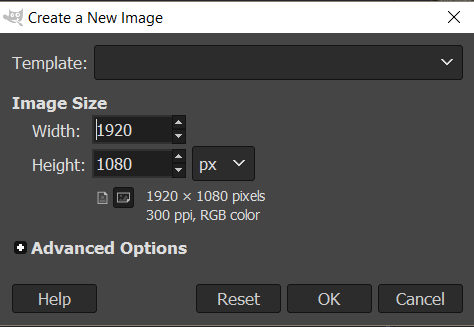 Create a New Image
Template:
Image Size
Width: 1920
Height: 1080 px
1920 × 1080 pixels
300 ppi, RGB color
Advanced Options
Help Reset OK Cancel